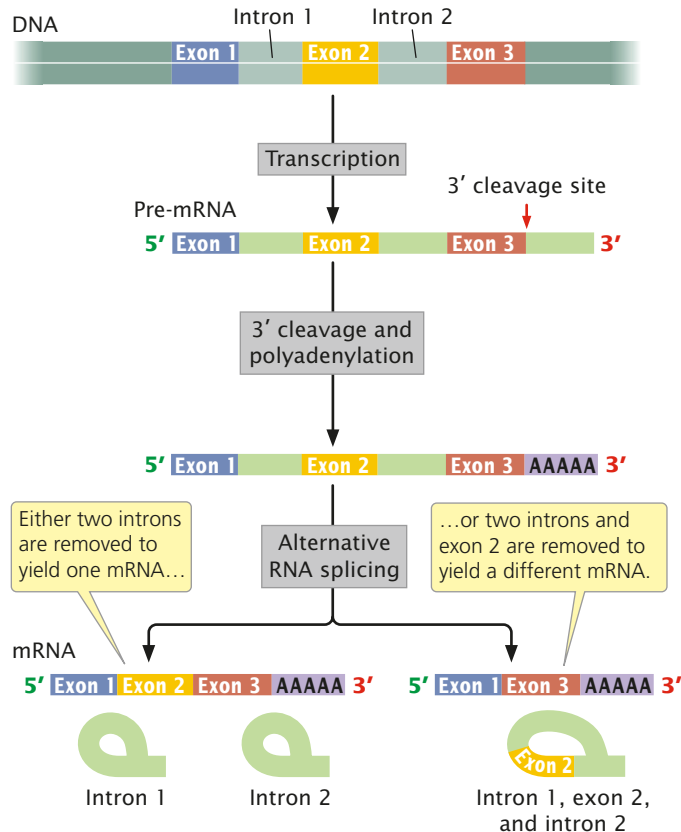 DNA
Intron 1 Intron 2
Exon 1 Exon 2 Exon 3
Transcription
3′ cleavage site
Pre-mRNA
5′ Exon 1 Exon 2 Exon 3 3′
3′ cleavage and
polyadenylation
5′ Exon 1 Exon 2 Exon 3 AAAAA 3′
Either two introns
are removed to
yield one mRNA…
Alternative
RNA splicing
…or two introns and
exon 2 are removed to
yield a different mRNA.
mRNA
5′ Exon 1 Exon 2 Exon 3 AAAAA 3′
5′ Exon 1 Exon 3 AAAAA 3′
Intron 1
Intron 2
Exon 2
Intron 1, exon 2,
and intron 2